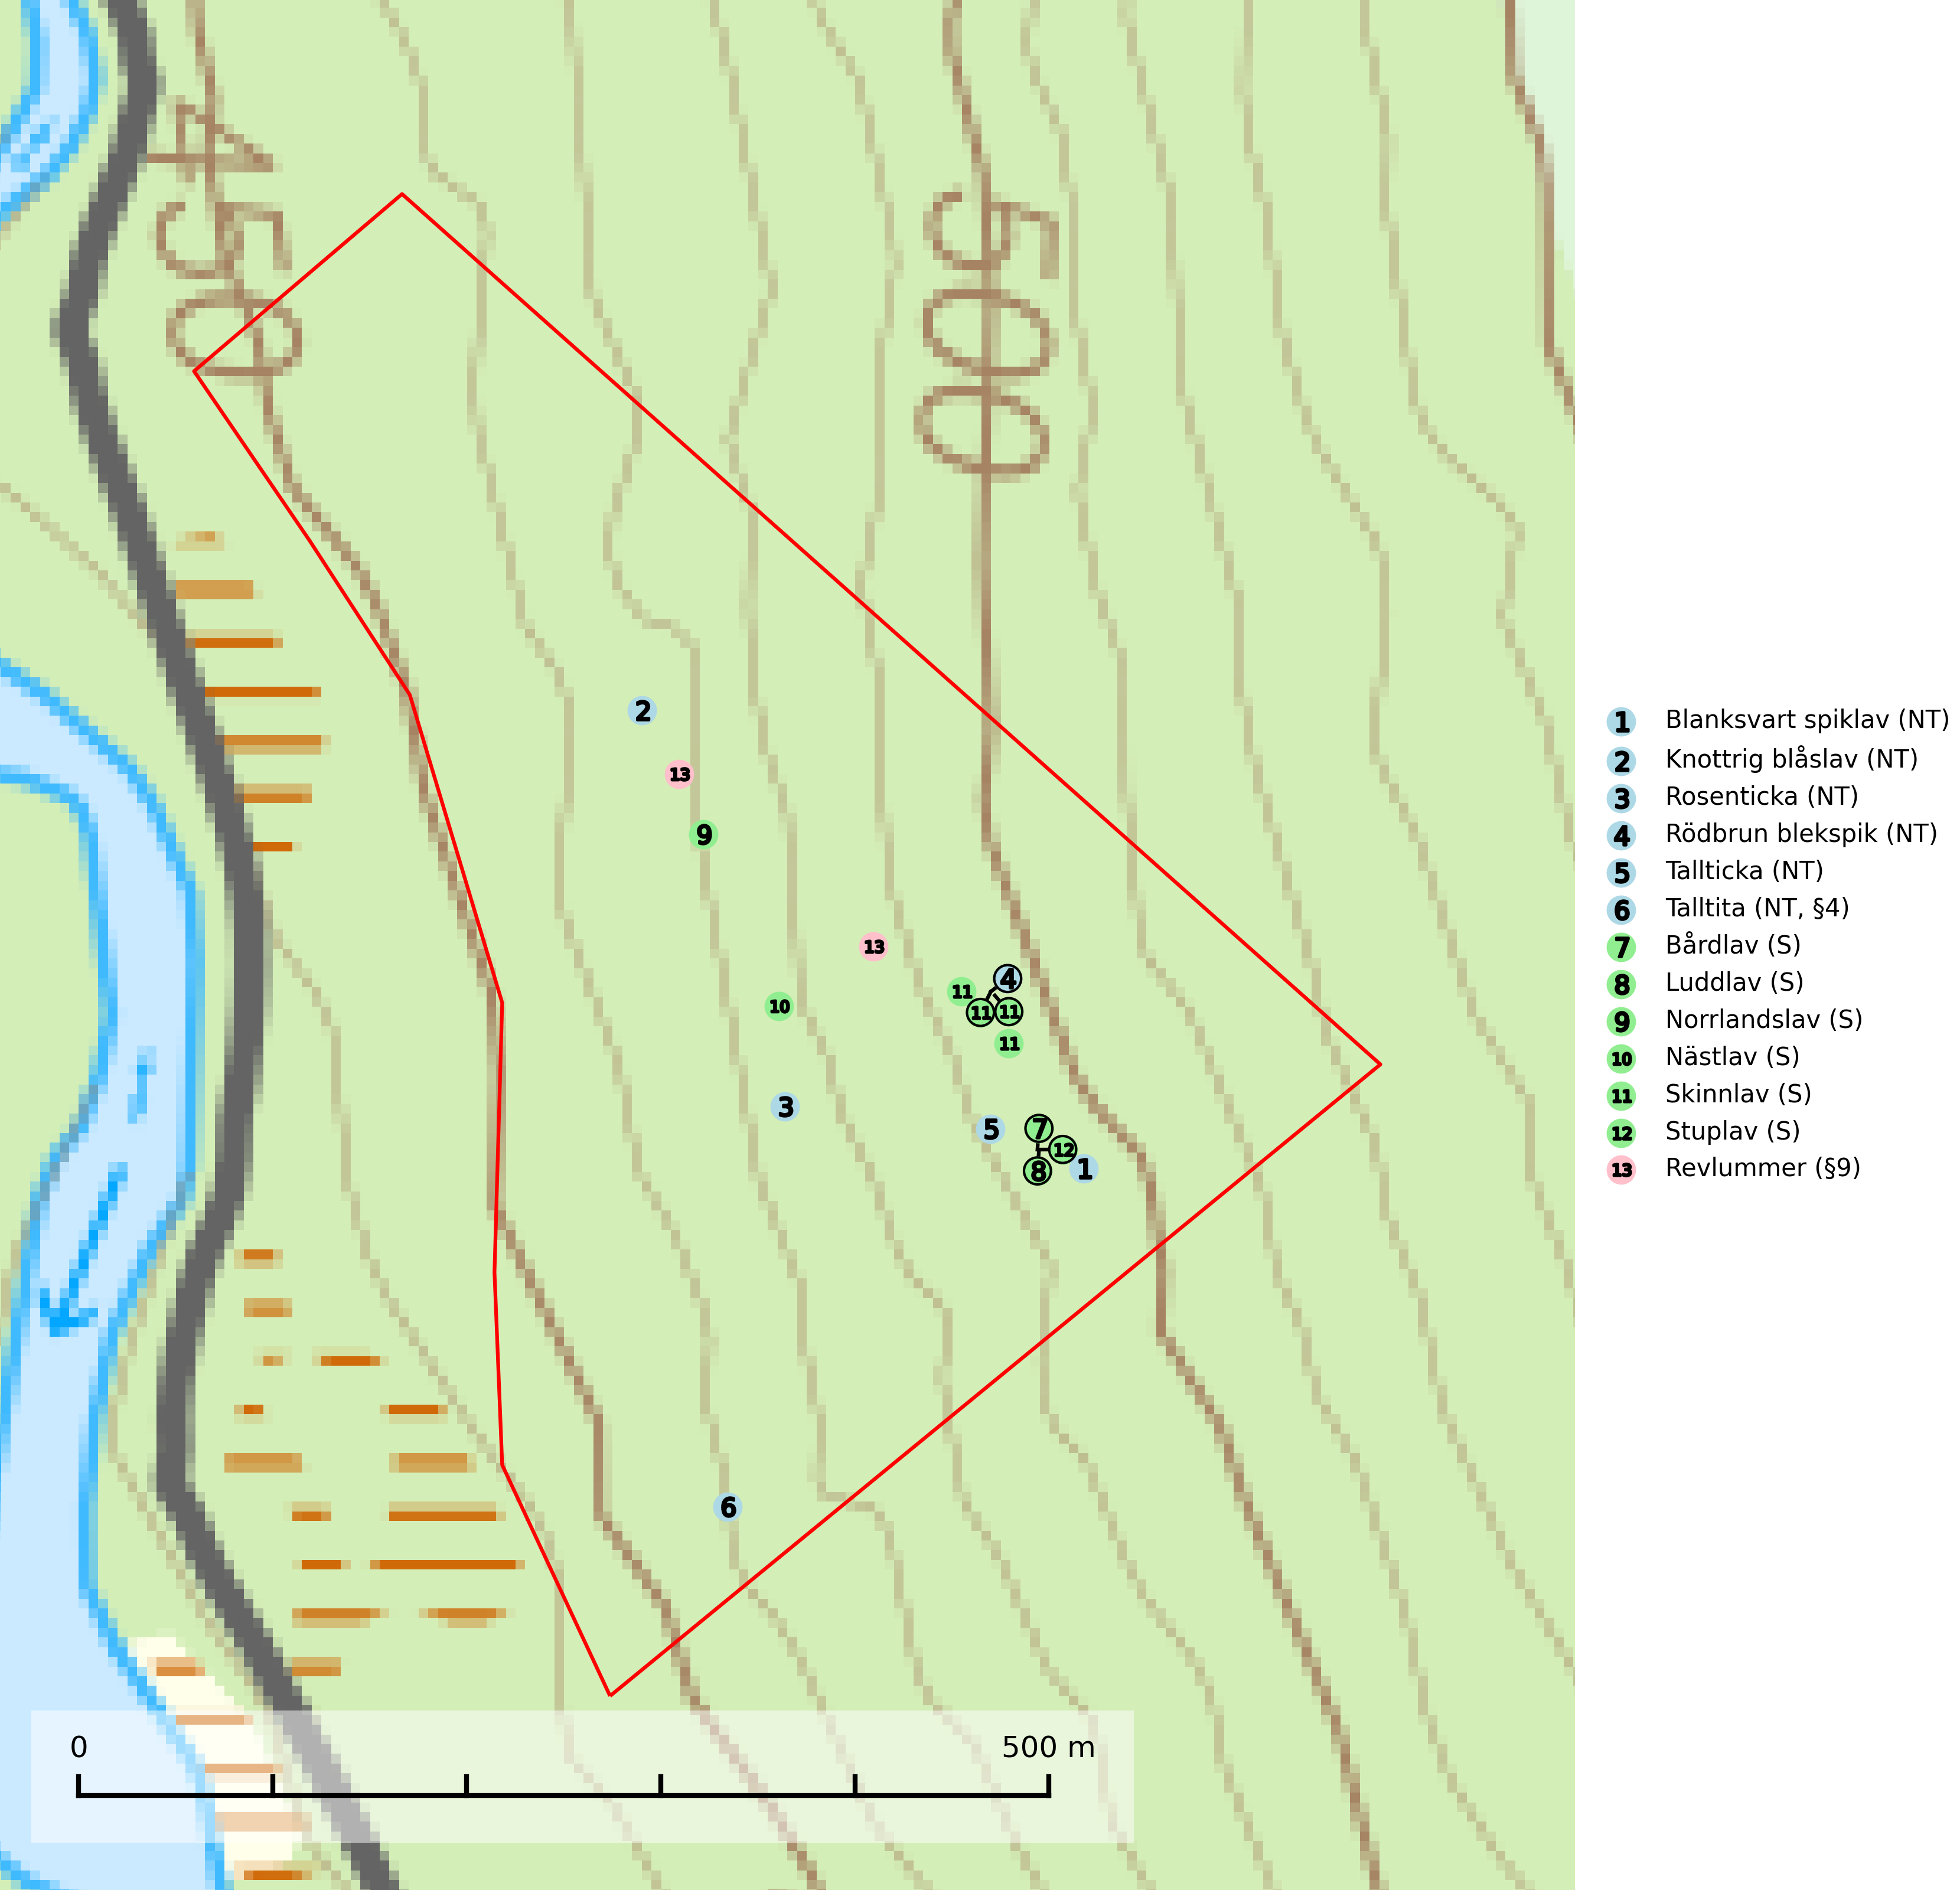 450
500
2
13
9
13
10
4
11
11
11
11
3
5
7
12
8
1
6
0
500 m
1 Blanksvart spiklav (NT)
2 Knottrig blåslav (NT)
3 Rosenticka (NT)
4 Rödbrun blekspik (NT)
5 Tallticka (NT)
6 Talltita (NT, §4)
7 Bårdlav (S)
8 Luddlav (S)
9 Norrlandslav (S)
10 Nästlav (S)
11 Skinnlav (S)
12 Stuplav (S)
13 Revlummer (§9)